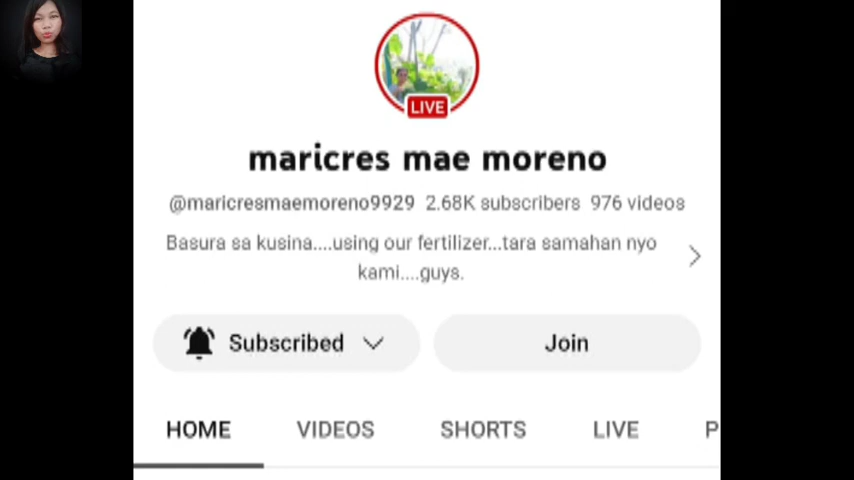 LIVE
maricres mae moreno
@maricresmaemoreno9929 2.68K subscribers 976 videos
Basura sa kusina....using our fertilizer...tara samahan nyo
kami....guys.
Subscribed
Join
HOME VIDEOS SHORTS LIVE P